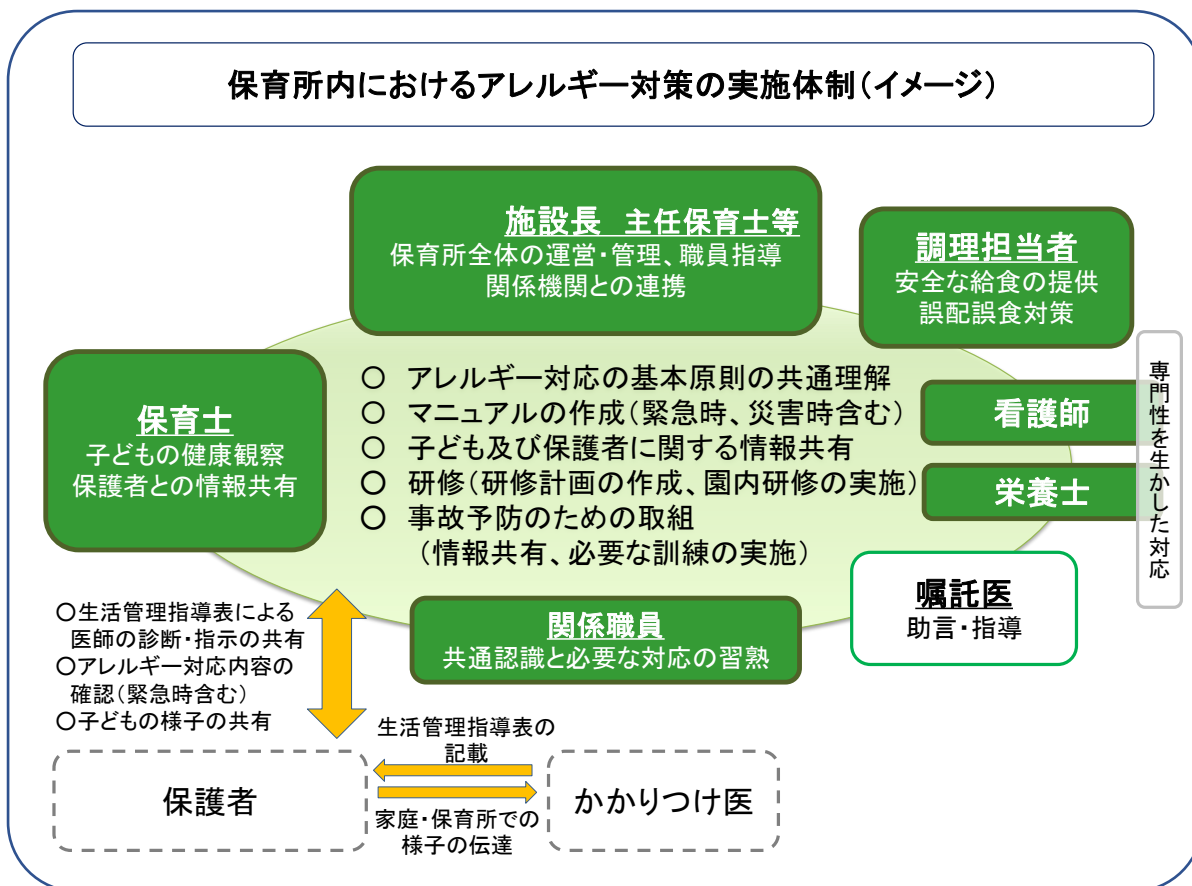 保育所内におけるアレルギー対策の実施体制(イメージ)
施設長 主任保育士等
保育所全体の運営・管理、職員指導
関係機関との連携
調理担当者
安全な給食の提供
誤配誤食対策
保育士
子どもの健康観察
保護者との情報共有
○ アレルギー対応の基本原則の共通理解
○ マニュアルの作成(緊急時、災害時含む)
○ 子ども及び保護者に関する情報共有
○ 研修(研修計画の作成、園内研修の実施)
○ 事故予防のための取組
(情報共有、必要な訓練の実施)
看護師
栄養士
専門性を生かした対応
嘱託医
助言・指導
関係職員
共通認識と必要な対応の習熟
○生活管理指導表による
医師の診断・指示の共有
○アレルギー対応内容の
確認(緊急時含む)
○子どもの様子の共有
生活管理指導表の
記載
保護者
かかりつけ医
家庭・保育所での
様子の伝達